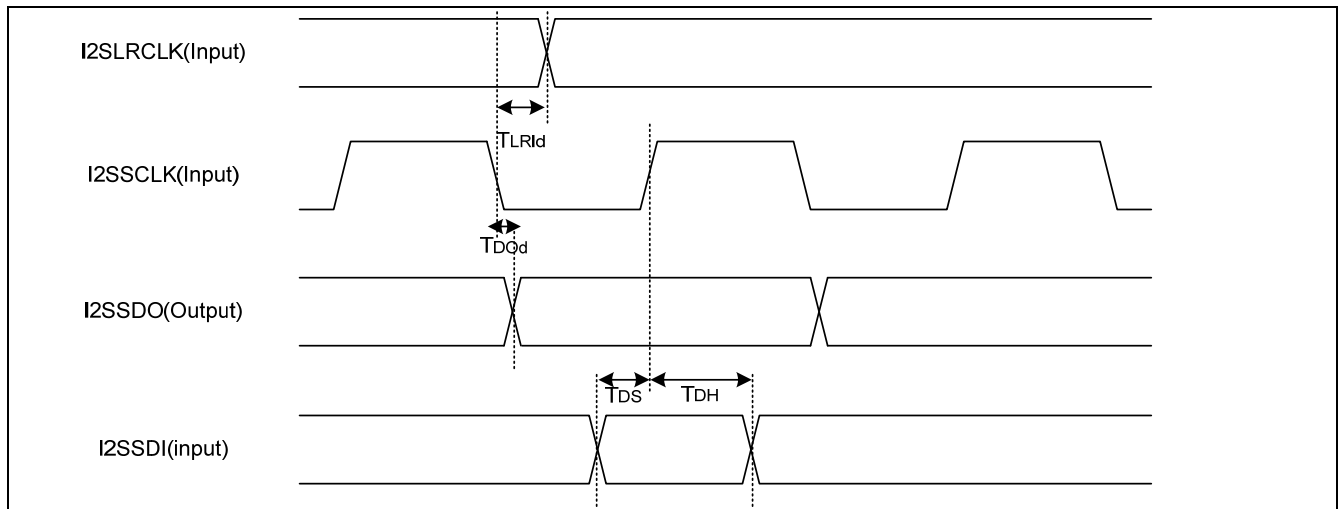 I2SLRCLK(Input)
TLRId
I2SSCLK(Input)
TDOd
I2SSDO(Output)
TDS
TDH
I2SSDI(input)